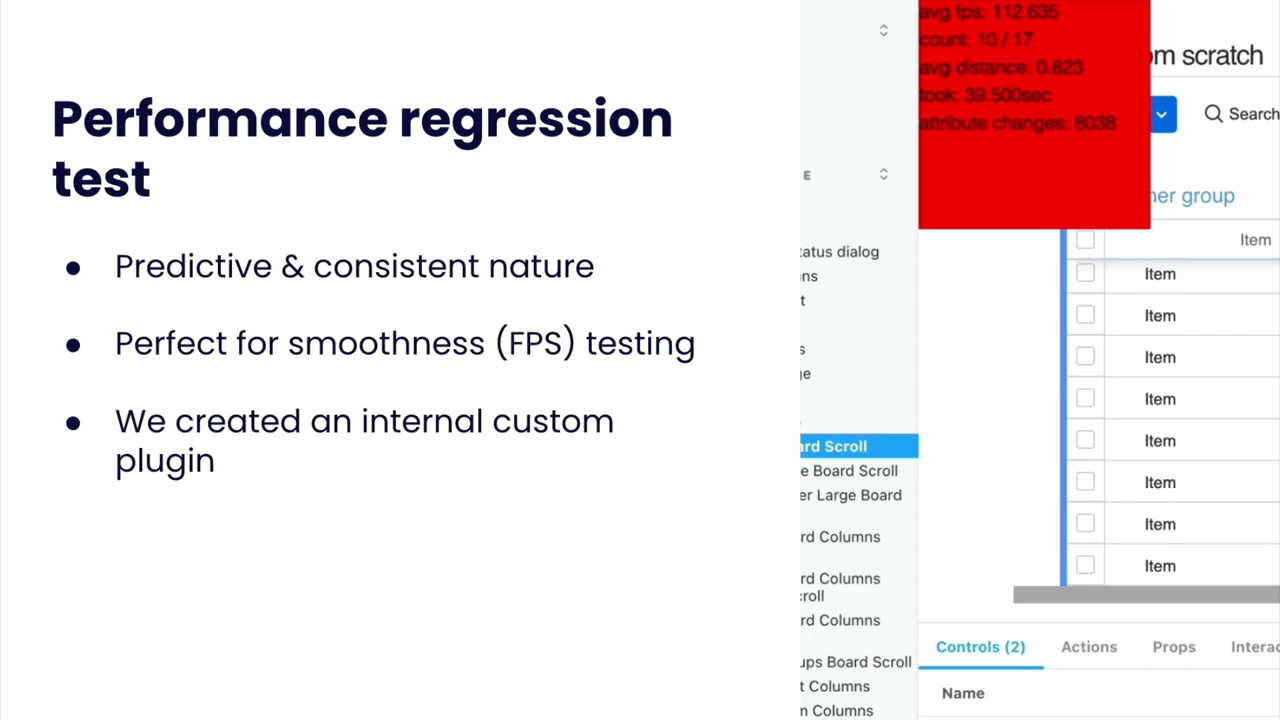 Performance regression
test
● Predictive & consistent nature
● Perfect for smoothness (FPS) testing
● We created an internal custom
plugin
E
tatus dialog
ns
t
s
ge
ard Scroll
e Board Scroll
er Large Board
rd Columns
rd Columns
croll
rd Columns
ups Board Scroll
t Columns
m Columns
avg fps: 112.635
count: 10 / 17
avg distance: 0.823
took: 39.500sec
attribute changes: 8038
om scratch
Search
her group
Item
Item
Item
Item
Item
Item
Item
Item
Item
Controls (2) Actions Props Interac
Name